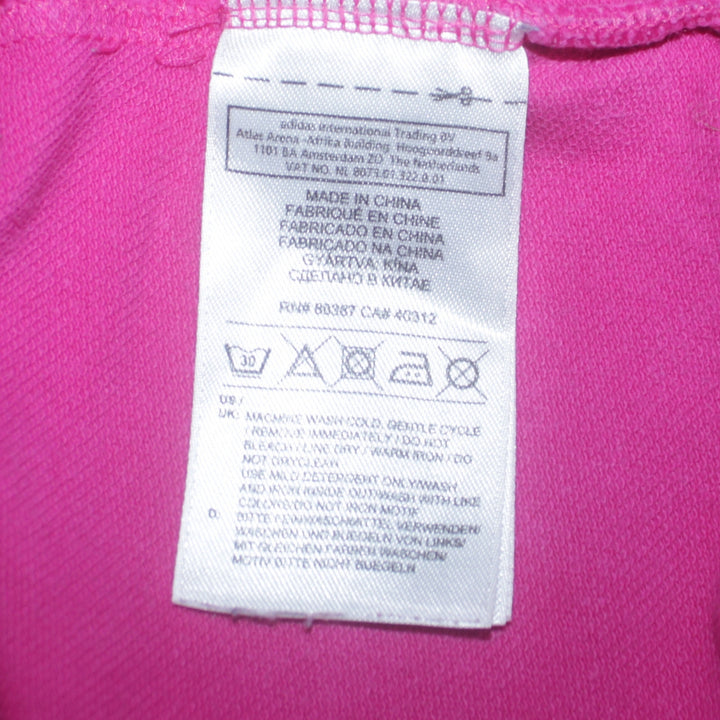 adidas International Trading BV
Atlas Arena - Afrika Building Hoogoorddreef 9a
1101 BA Amsterdam ZO The Netherlands
VAT NO. NL 8073.01.322.B.01
MADE IN CHINA
FABRIQUÉ EN CHINE
FABRICADO EN CHINA
FABRICADO NA CHINA
GYÁRTVA: KÍNA
СДЕЛАНО В КИТАЕ
RN# 88387 CA# 40312
30
US /
UK: MACHINE WASH COLD, GENTLE CYCLE
/ REMOVE IMMEDIATELY / DO NOT
BLEACH / LINE DRY / WARM IRON / DO
NOT DRYCLEAN
USE MILD DETERGENT ONLY/WASH
AND IRON INSIDE OUT/WASH WITH LIKE
COLORS/DO NOT IRON MOTIF
D: BITTE FEINWASCHMITTEL VERWENDEN/
WASCHEN UND BUEGELN VON LINKS/
MIT GLEICHEN FARBEN WASCHEN/
MOTIV BITTE NICHT BUEGELN